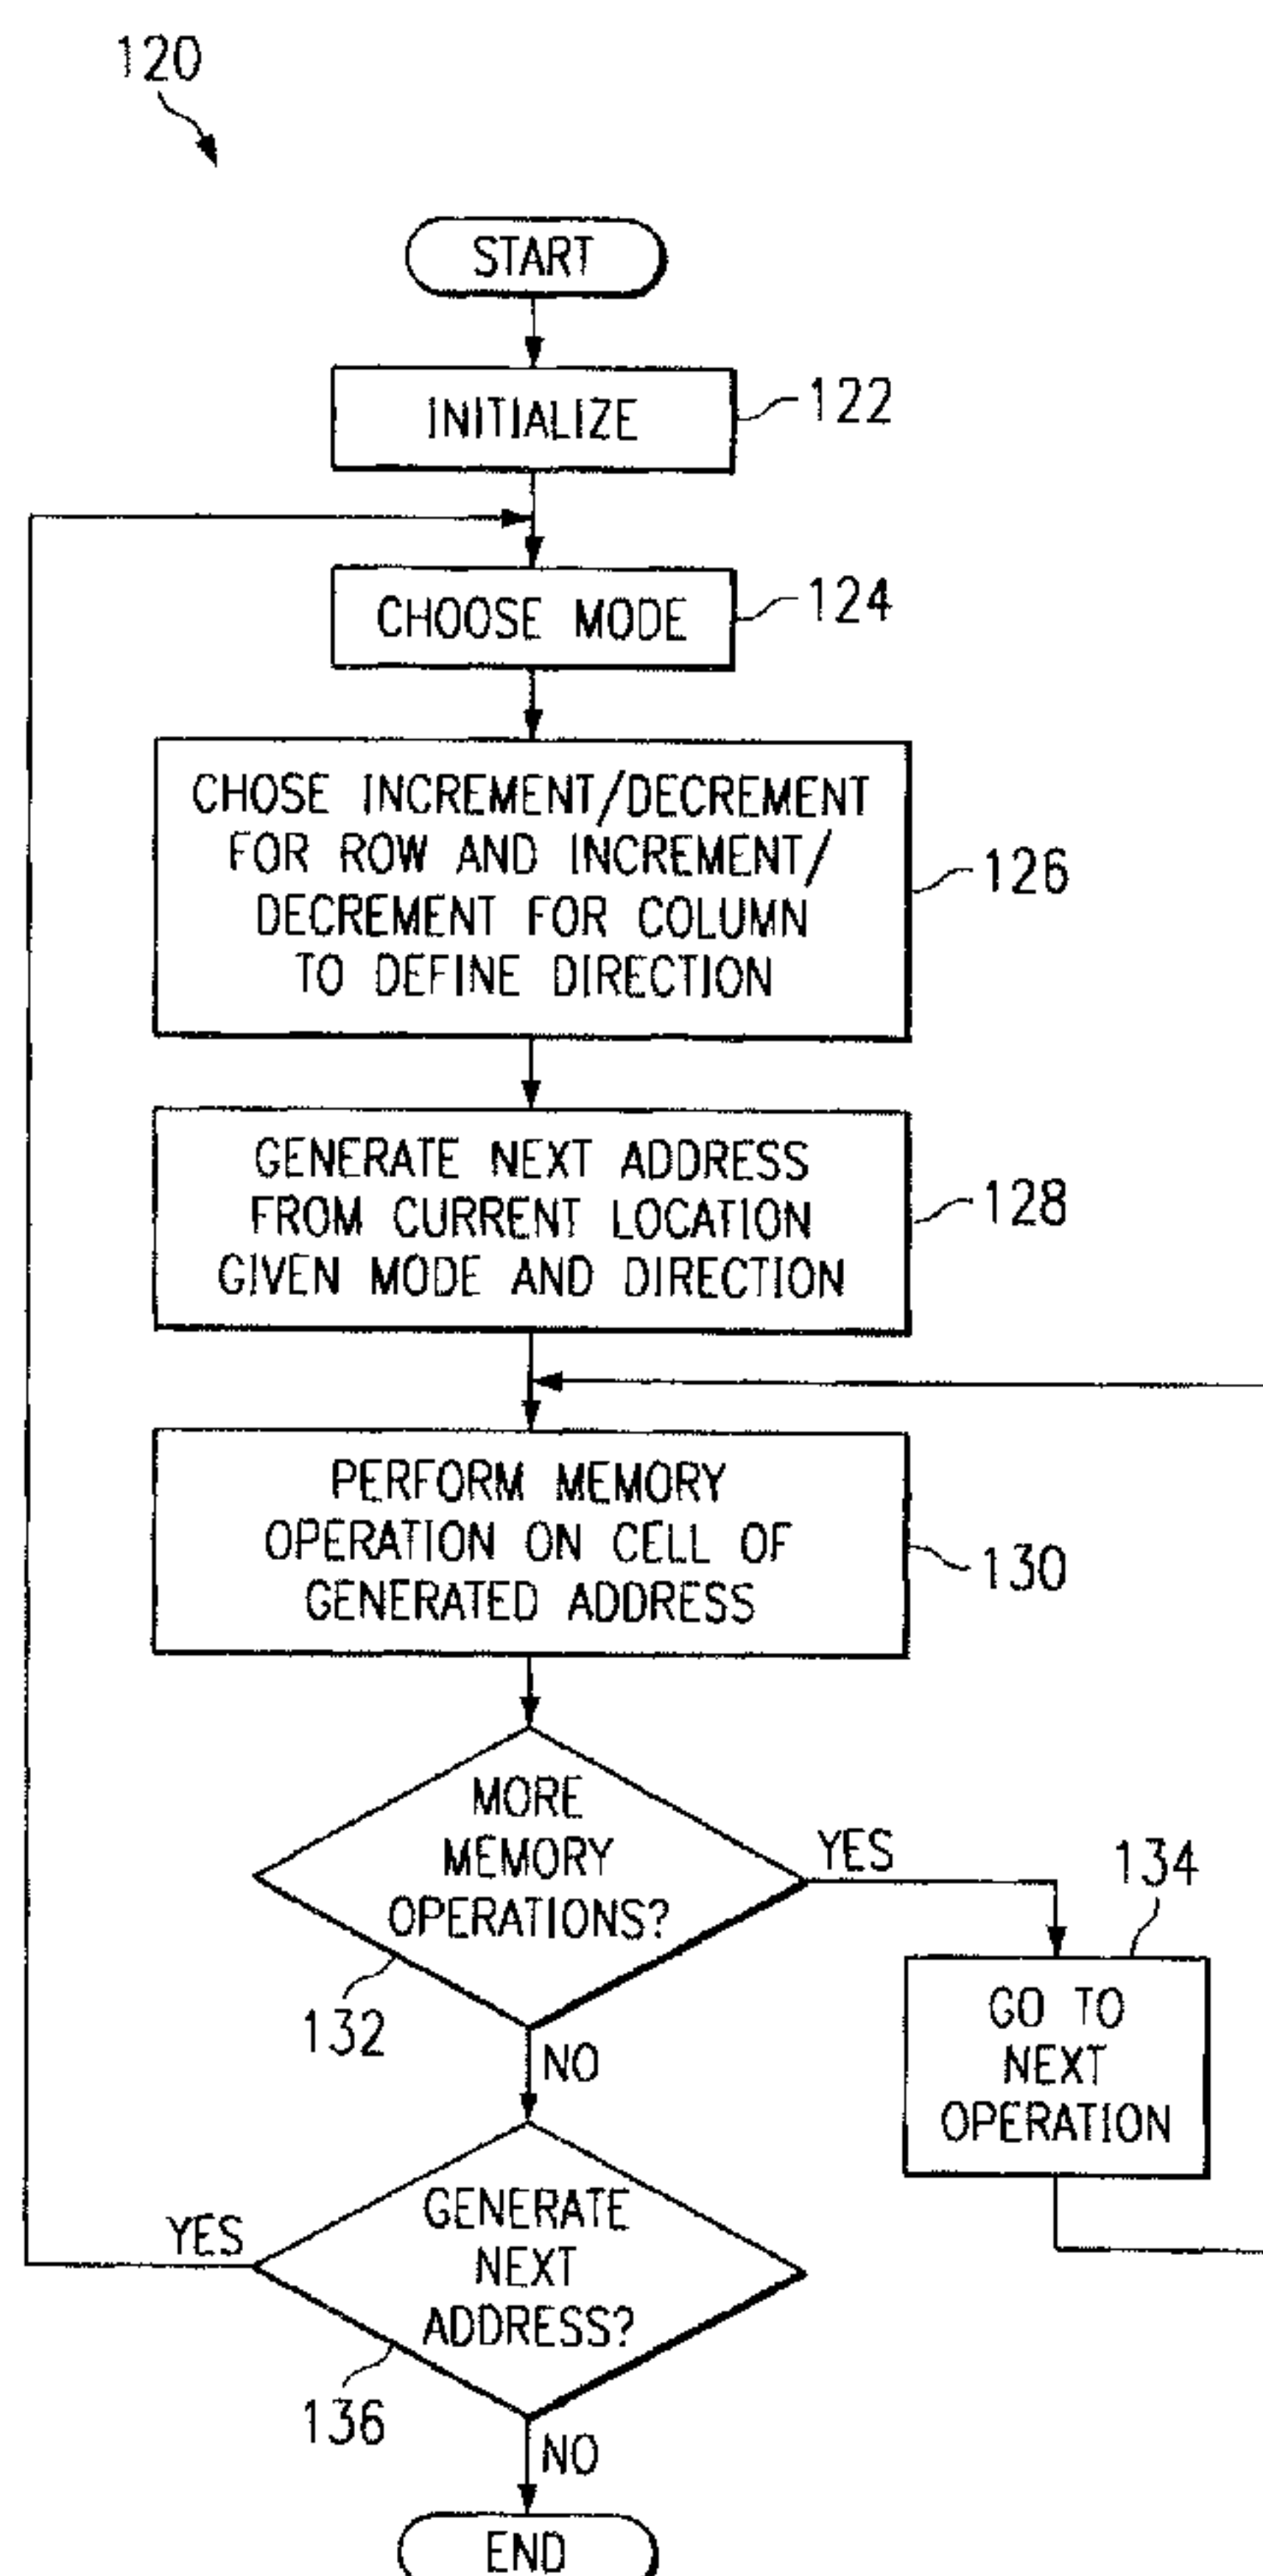 120
START
INITIALIZE
122
CHOOSE MODE
124
CHOSE INCREMENT/DECREMENT
FOR ROW AND INCREMENT/
DECREMENT FOR COLUMN
TO DEFINE DIRECTION
126
GENERATE NEXT ADDRESS
FROM CURRENT LOCATION
GIVEN MODE AND DIRECTION
128
PERFORM MEMORY
OPERATION ON CELL OF
GENERATED ADDRESS
130
MORE
MEMORY
OPERATIONS?
YES
134
132
NO
GO TO
NEXT
OPERATION
GENERATE
NEXT
ADDRESS?
YES
136
NO
END